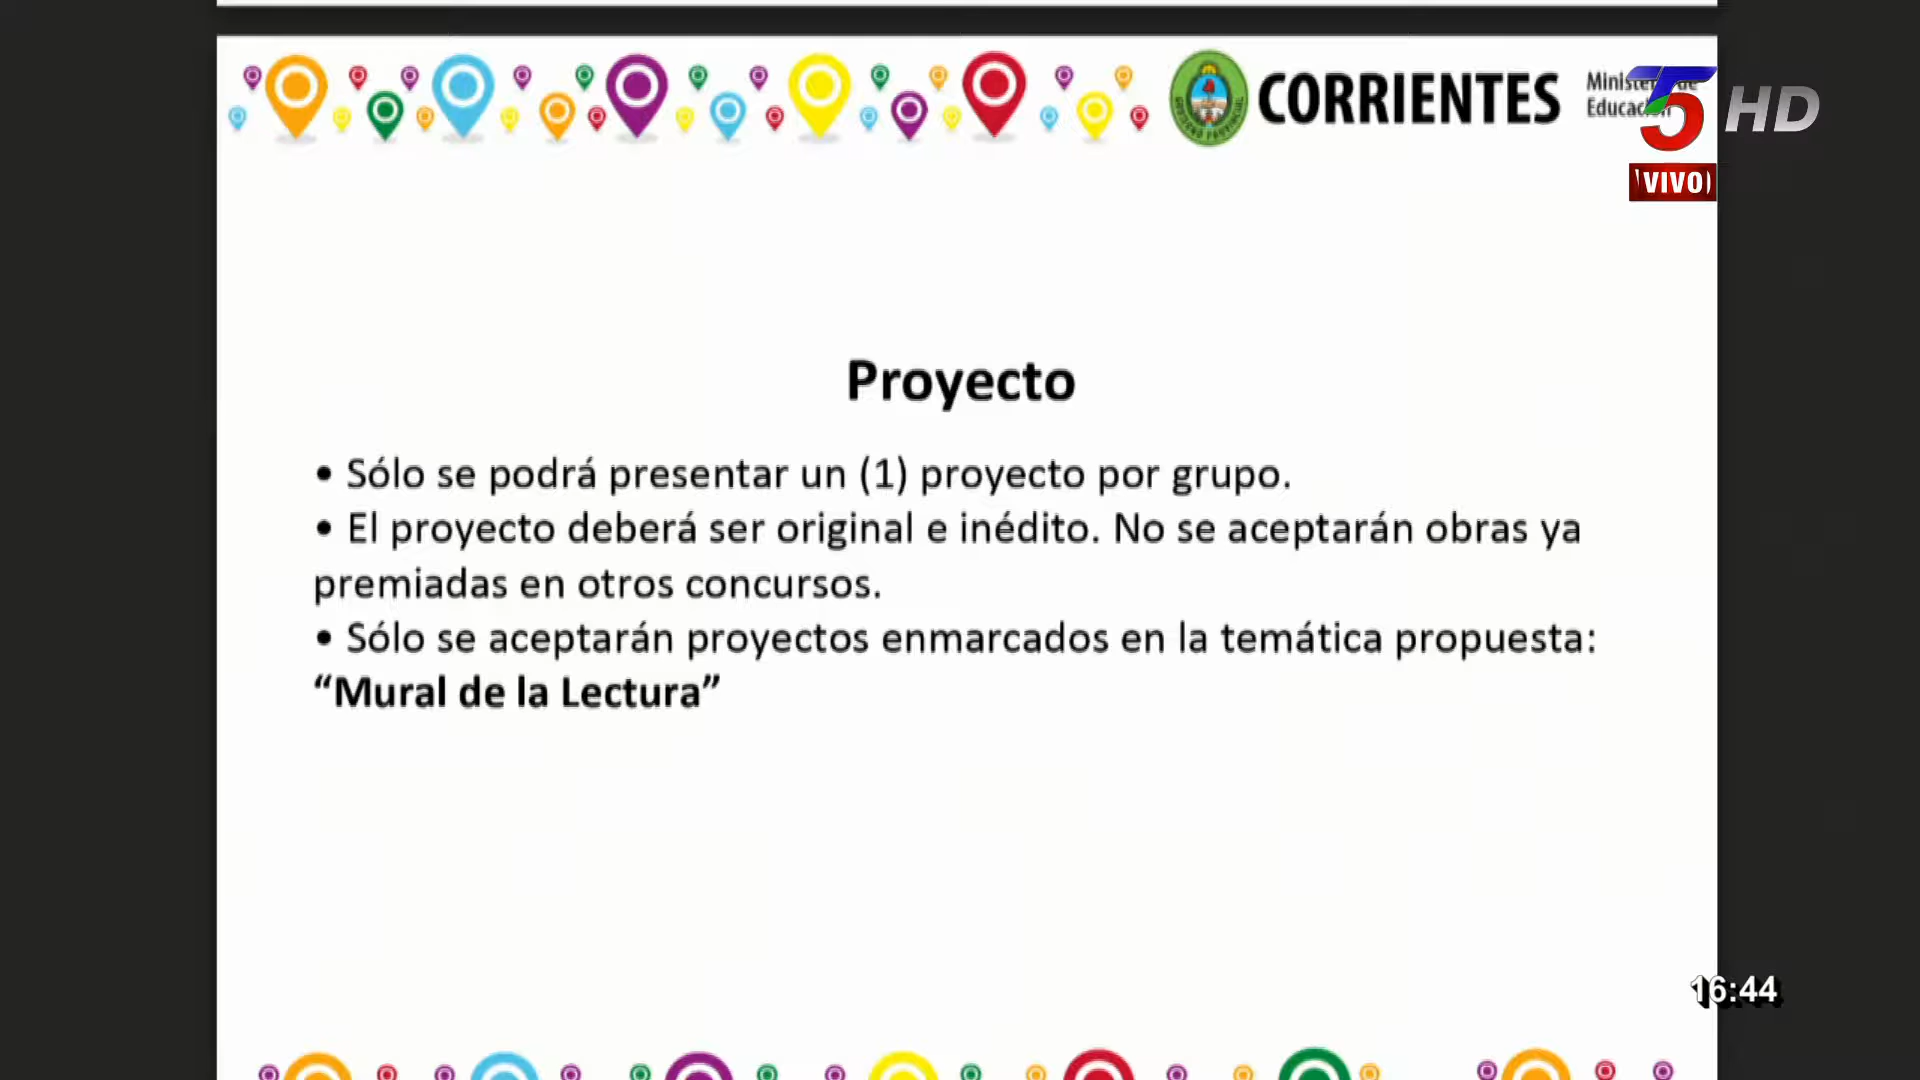 CORRIENTES
Ministerio de
Educación
5 HD
VIVO
Proyecto
• Sólo se podrá presentar un (1) proyecto por grupo.
• El proyecto deberá ser original e inédito. No se aceptarán obras ya
premiadas en otros concursos.
• Sólo se aceptarán proyectos enmarcados en la temática propuesta:
“Mural de la Lectura”
16:44